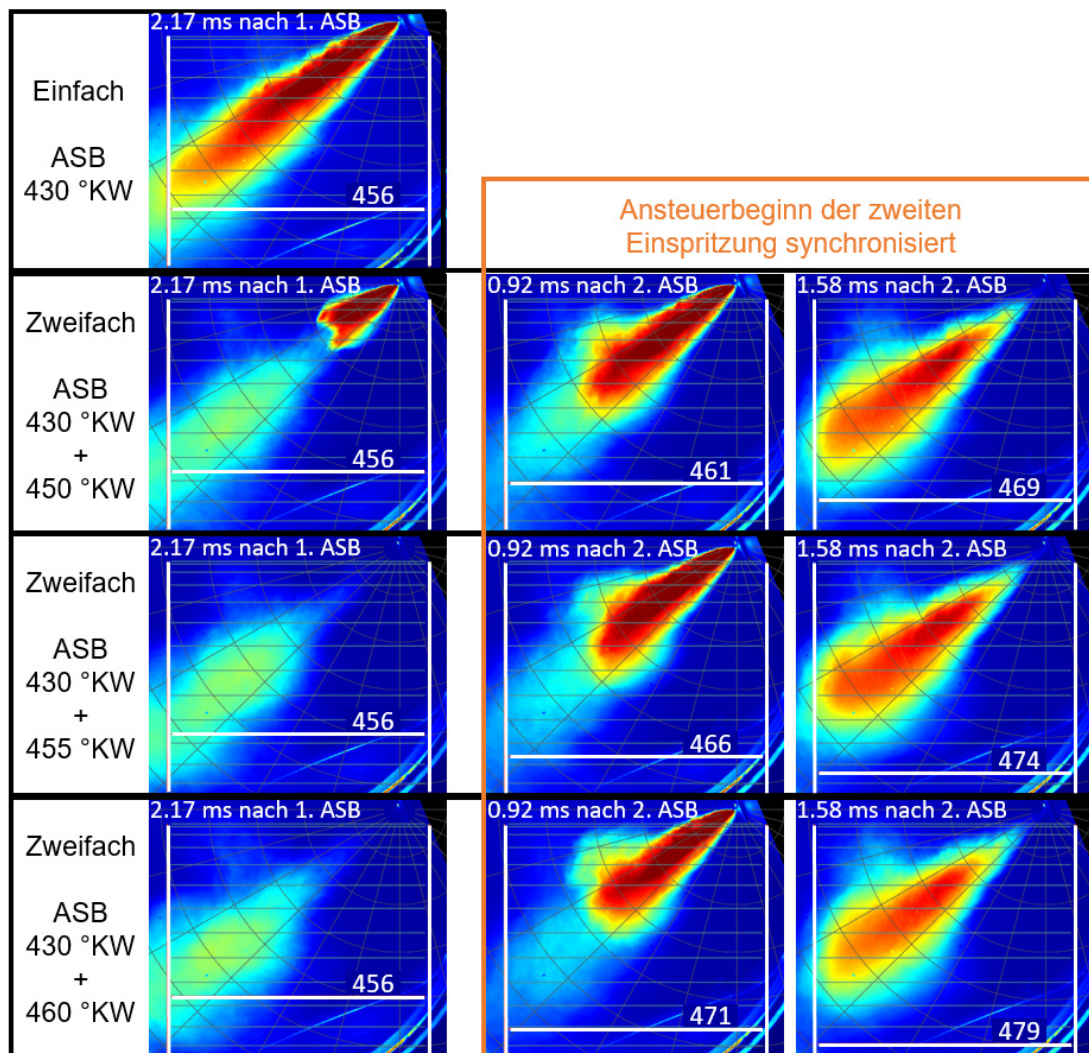 Einfach
ASB
430 °KW
2.17 ms nach 1. ASB
456
Ansteuerbeginn der zweiten
Einspritzung synchronisiert
Zweifach
ASB
430 °KW
+
450 °KW
2.17 ms nach 1. ASB
456
0.92 ms nach 2. ASB
461
1.58 ms nach 2. ASB
469
Zweifach
ASB
430 °KW
+
455 °KW
2.17 ms nach 1. ASB
456
0.92 ms nach 2. ASB
466
1.58 ms nach 2. ASB
474
Zweifach
ASB
430 °KW
+
460 °KW
2.17 ms nach 1. ASB
456
0.92 ms nach 2. ASB
471
1.58 ms nach 2. ASB
479